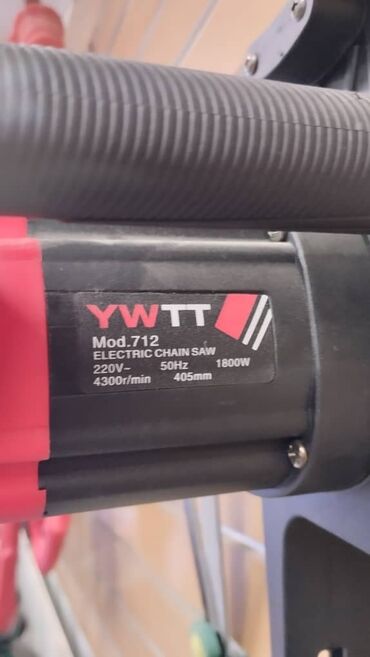 YWTT
Mod.712
ELECTRIC CHAIN SAW
220V~ 50Hz 1800W
4300r/min 405mm